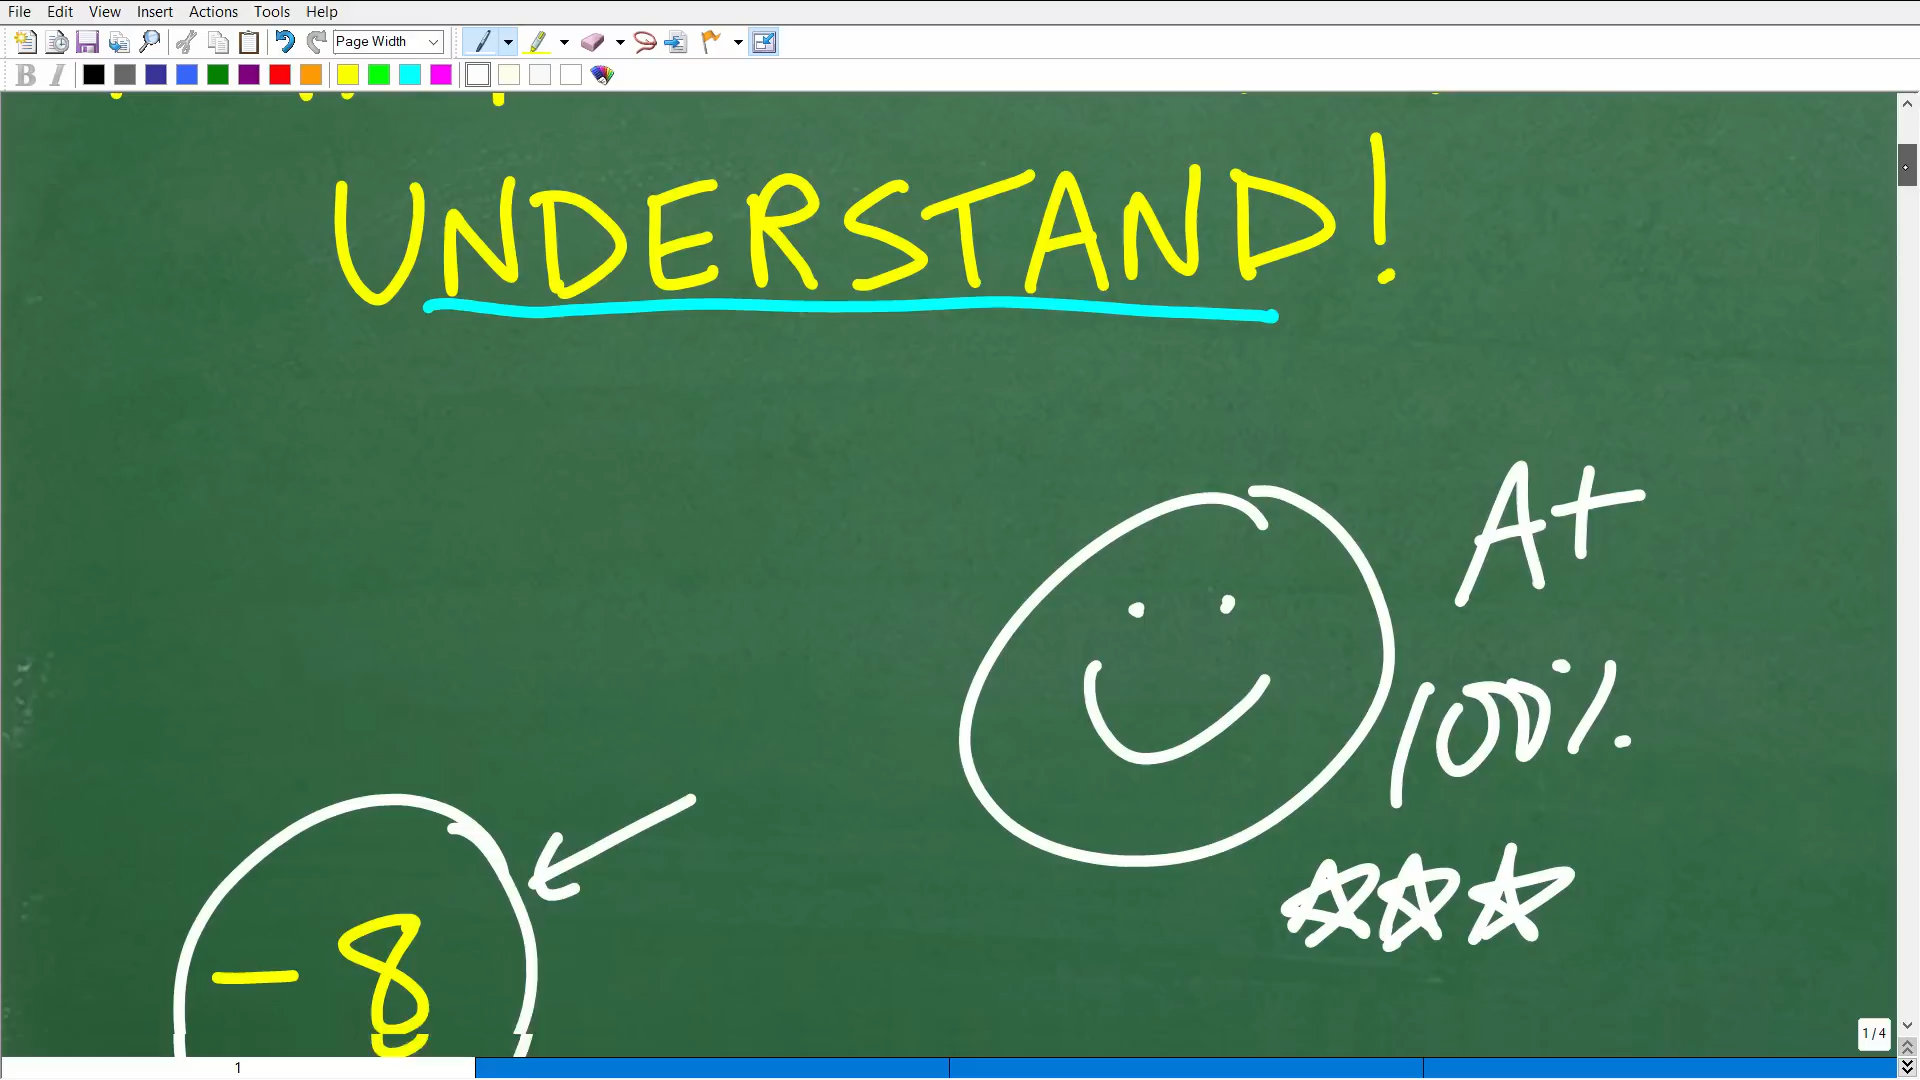 File Edit View Insert Actions Tools Help
Page Width
B I
UNDERSTAND!
A+
100%
- 8
1 / 4
1